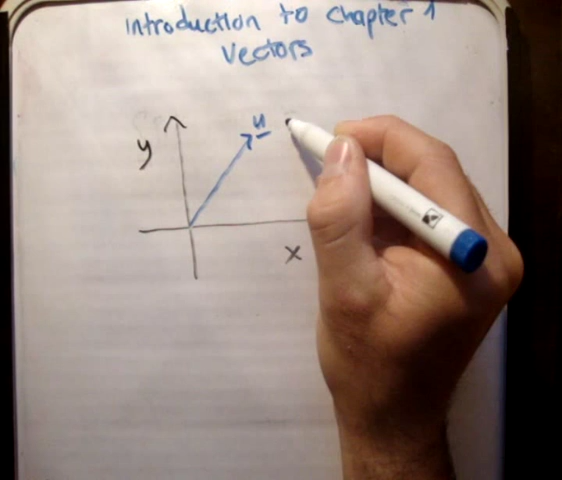 introduction to chapter 1
Vectors
u
y
x